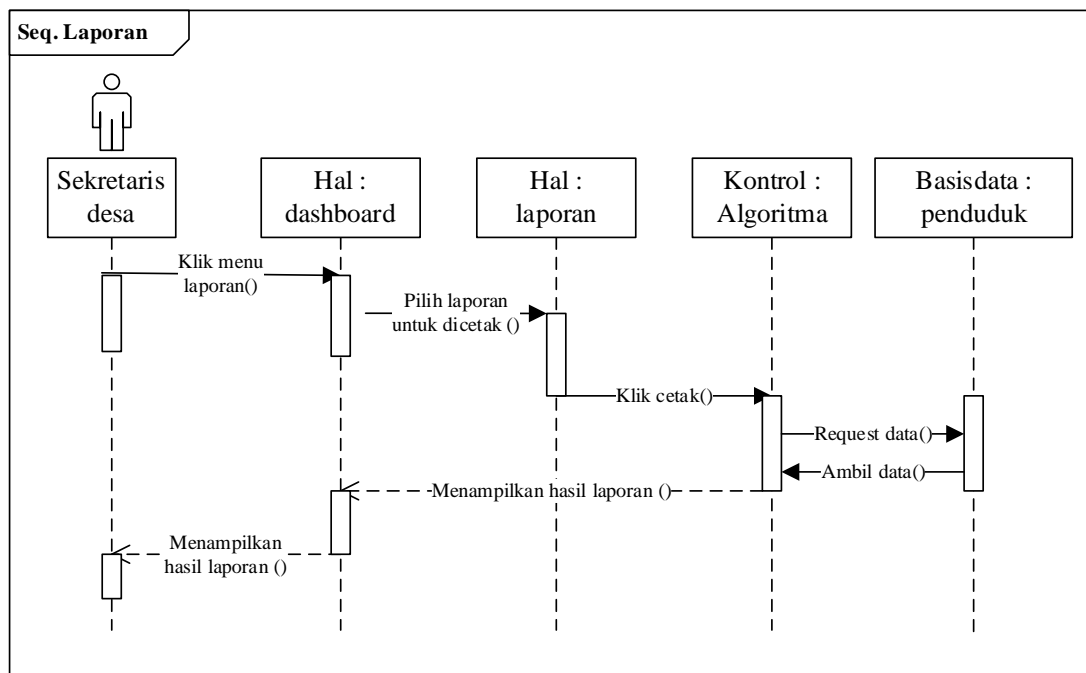 Seq. Laporan
Sekretaris
desa
Hal :
dashboard
Hal :
laporan
Kontrol :
Algoritma
Basisdata :
penduduk
Klik menu
laporan()
Pilih laporan
untuk dicetak ()
Klik cetak()
Request data()
Ambil data()
Menampilkan hasil laporan ()
Menampilkan
hasil laporan ()